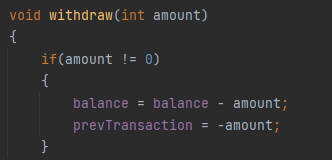 void withdraw(int amount)
{
    if(amount != 0)
    {
        balance = balance - amount;
        prevTransaction = -amount;
    }